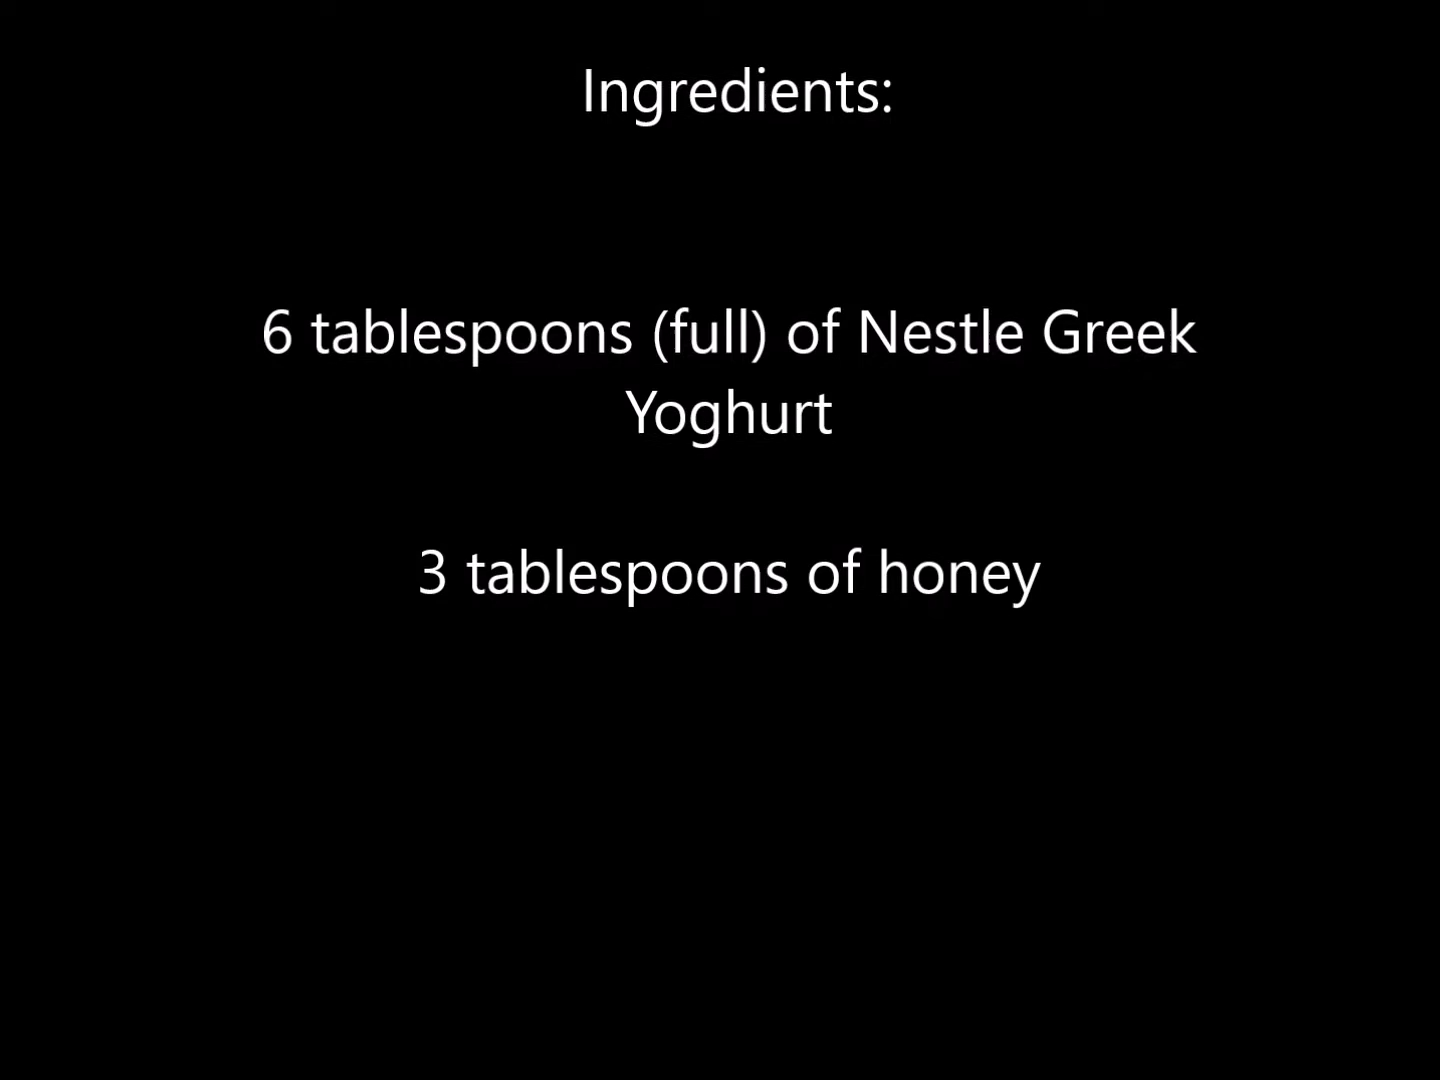 Ingredients:
6 tablespoons (full) of Nestle Greek
Yoghurt
3 tablespoons of honey